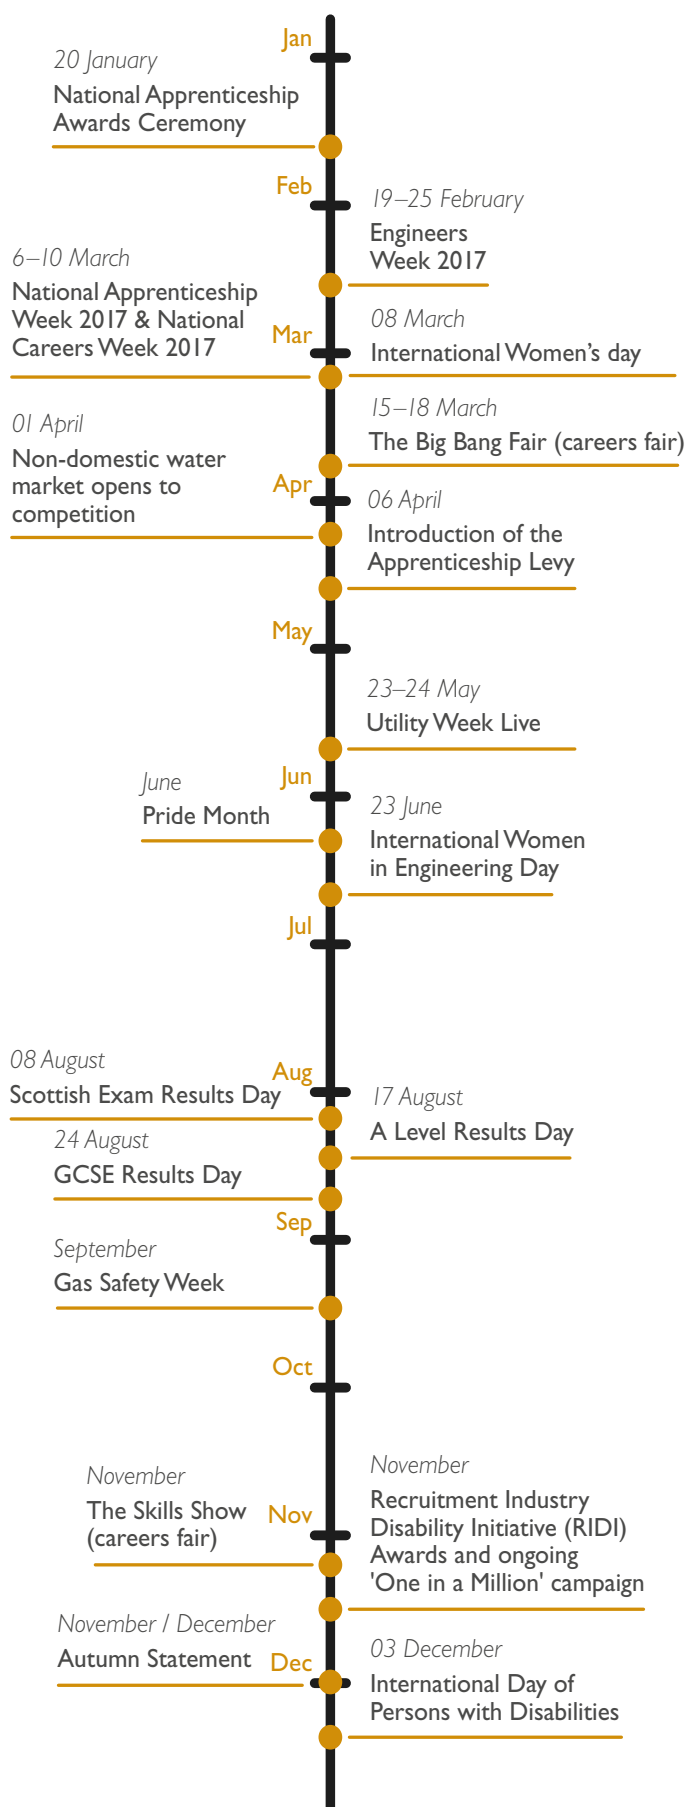 Jan
20 January
National Apprenticeship
Awards Ceremony
Feb
19–25 February
Engineers
Week 2017
6–10 March
National Apprenticeship
Week 2017 & National
Careers Week 2017
Mar
08 March
International Women’s day
15–18 March
The Big Bang Fair (careers fair)
01 April
Non-domestic water
market opens to
competition
Apr
06 April
Introduction of the
Apprenticeship Levy
May
23–24 May
Utility Week Live
Jun
June
Pride Month
23 June
International Women
in Engineering Day
Jul
08 August
Scottish Exam Results Day
Aug
17 August
A Level Results Day
24 August
GCSE Results Day
Sep
September
Gas Safety Week
Oct
November
The Skills Show
(careers fair)
Nov
November
Recruitment Industry
Disability Initiative (RIDI)
Awards and ongoing
'One in a Million' campaign
November / December
Autumn Statement
Dec
03 December
International Day of
Persons with Disabilities